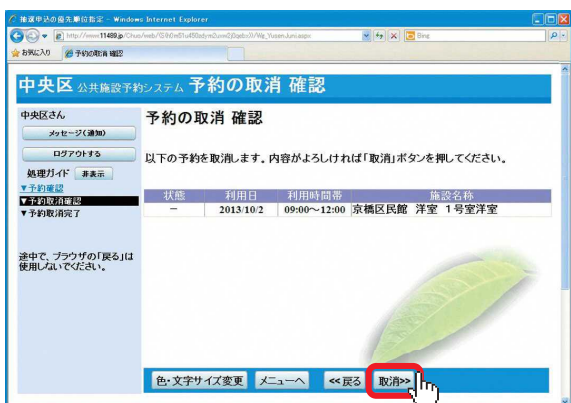 抽選申込の優先順位指定 - Windows Internet Explorer
Bing
お気に入り 予約の取消 確認
中央区 公共施設予約システム 予約の取消 確認
中央区さん
メッセージ(通知)
ログアウトする
処理ガイド 非表示
▼予約確認
▼予約取消確認
▼予約取消完了
途中で、ブラウザの「戻る」は
使用しないでください。
予約の取消 確認
以下の予約を取消します。内容がよろしければ「取消」ボタンを押してください。
状態 利用日 利用時間帯 施設名称
− 2013/10/2 09:00～12:00 京橋区民館 洋室 1号室洋室
色・文字サイズ変更 メニューへ <<戻る 取消>>